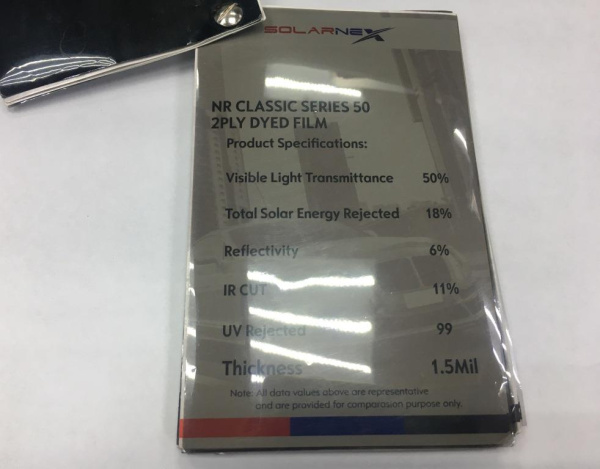 SOLARNEX
NR CLASSIC SERIES 50
2PLY DYED FILM
Product Specifications:
Visible Light Transmittance 50%
Total Solar Energy Rejected 18%
Reflectivity 6%
IR CUT 11%
UV Rejected 99
Thickness 1.5Mil
Note: All data values above are representative
and are provided for comparasion purpose only.